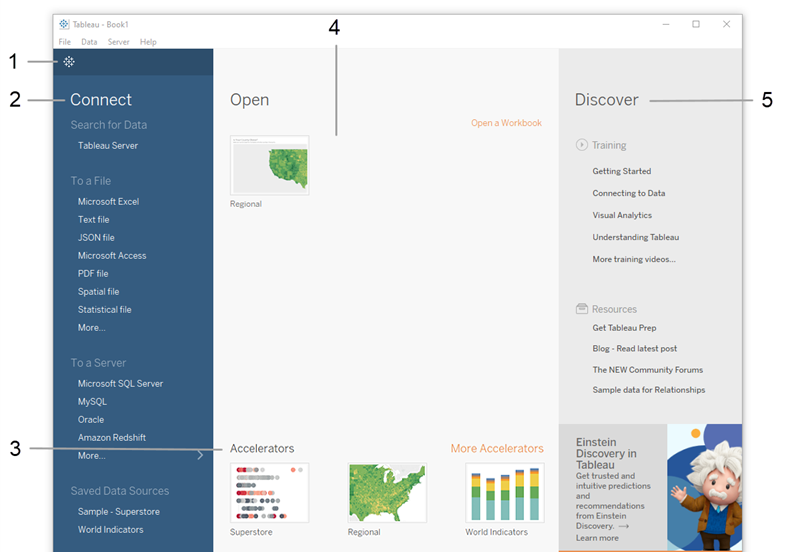 Tableau - Book1
File Data Server Help
1
2
3
4
5
Connect
Search for Data
Tableau Server
To a File
Microsoft Excel
Text file
JSON file
Microsoft Access
PDF file
Spatial file
Statistical file
More...
To a Server
Microsoft SQL Server
MySQL
Oracle
Amazon Redshift
More...
Saved Data Sources
Sample - Superstore
World Indicators
Open
Open a Workbook
Regional
Accelerators
More Accelerators
Superstore
Regional
World Indicators
Discover
Training
Getting Started
Connecting to Data
Visual Analytics
Understanding Tableau
More training videos...
Resources
Get Tableau Prep
Blog - Read latest post
The NEW Community Forums
Sample data for Relationships
Einstein
Discovery in
Tableau
Get trusted and
intuitive predictions
and
recommendations
from Einstein
Discovery. →
Learn more